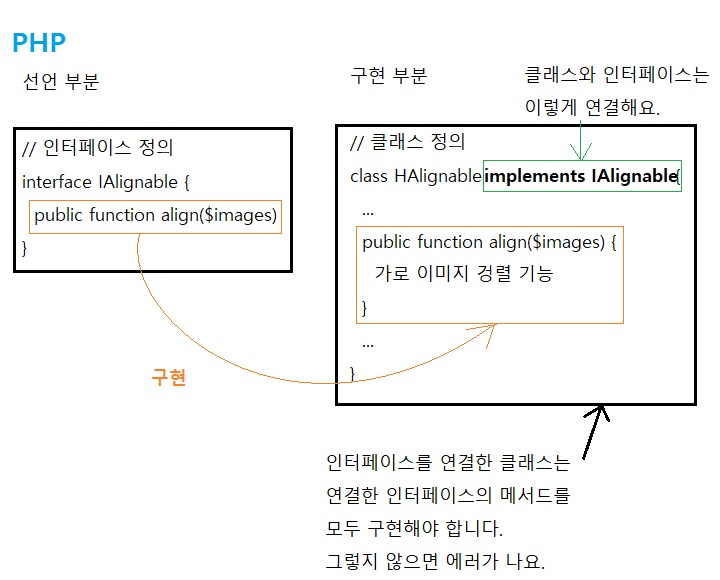 PHP
선언 부분
// 인터페이스 정의
interface IAlignable {
public function align($images)
}
구현
구현 부분
클래스와 인터페이스는
이렇게 연결해요.
// 클래스 정의
class HAlignable implements IAlignable{
...
public function align($images) {
가로 이미지 겅렬 기능
}
...
}
인터페이스를 연결한 클래스는
연결한 인터페이스의 메서드를
모두 구현해야 합니다.
그렇지 않으면 에러가 나요.